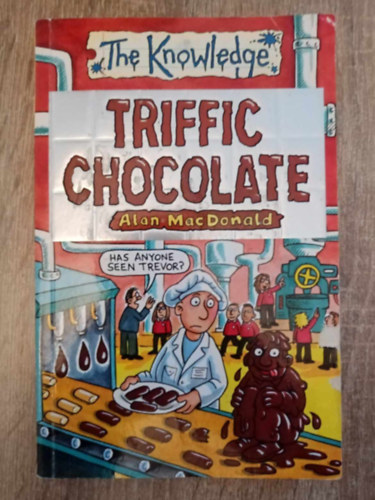 The Knowledge
TRIFFIC
CHOCOLATE
Alan MacDonald
HAS ANYONE
SEEN TREVOR?